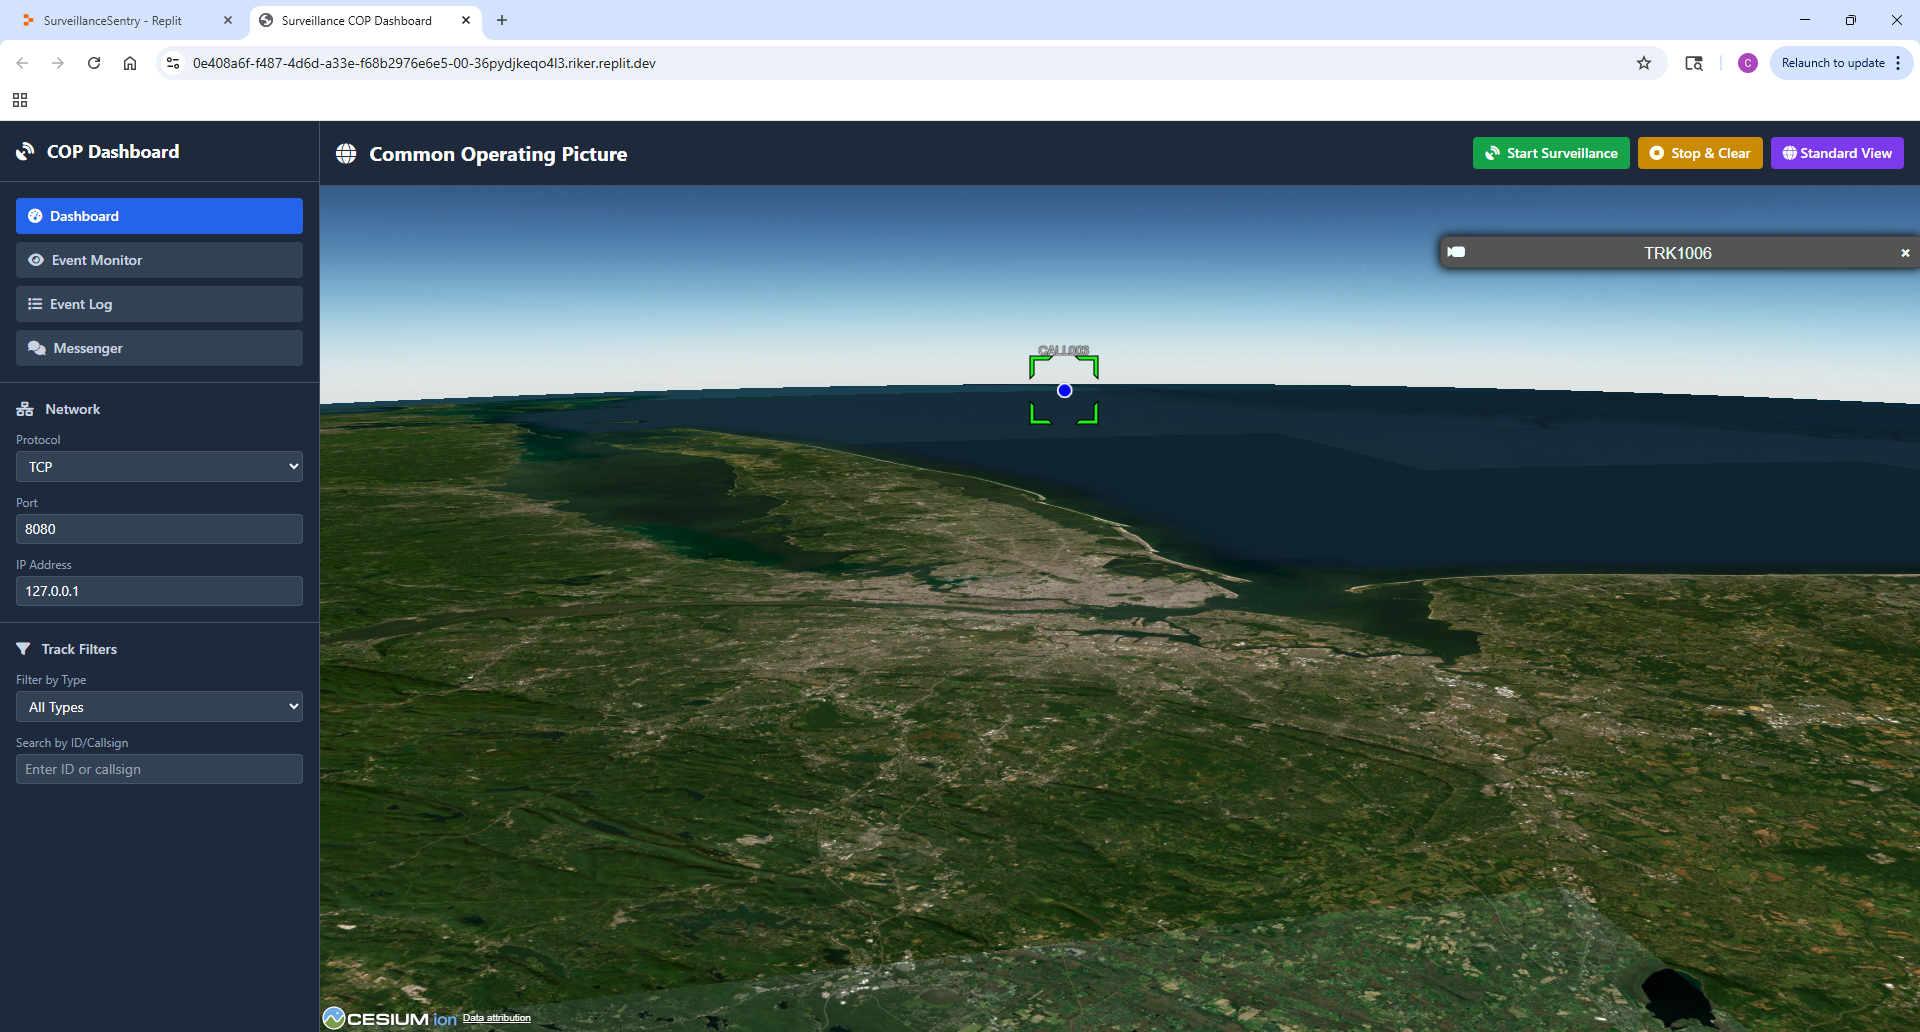 SurveillanceSentry - Replit
Surveillance COP Dashboard
0e408a6f-f487-4d6d-a33e-f68b2976e6e5-00-36pydjkeqo4l3.riker.replit.dev
C
Relaunch to update
COP Dashboard
Common Operating Picture
Start Surveillance
Stop & Clear
Standard View
Dashboard
Event Monitor
Event Log
Messenger
Network
Protocol
TCP
Port
8080
IP Address
127.0.0.1
Track Filters
Filter by Type
All Types
Search by ID/Callsign
Enter ID or callsign
TRK1006
CALL003
CESIUM ion
Data attribution